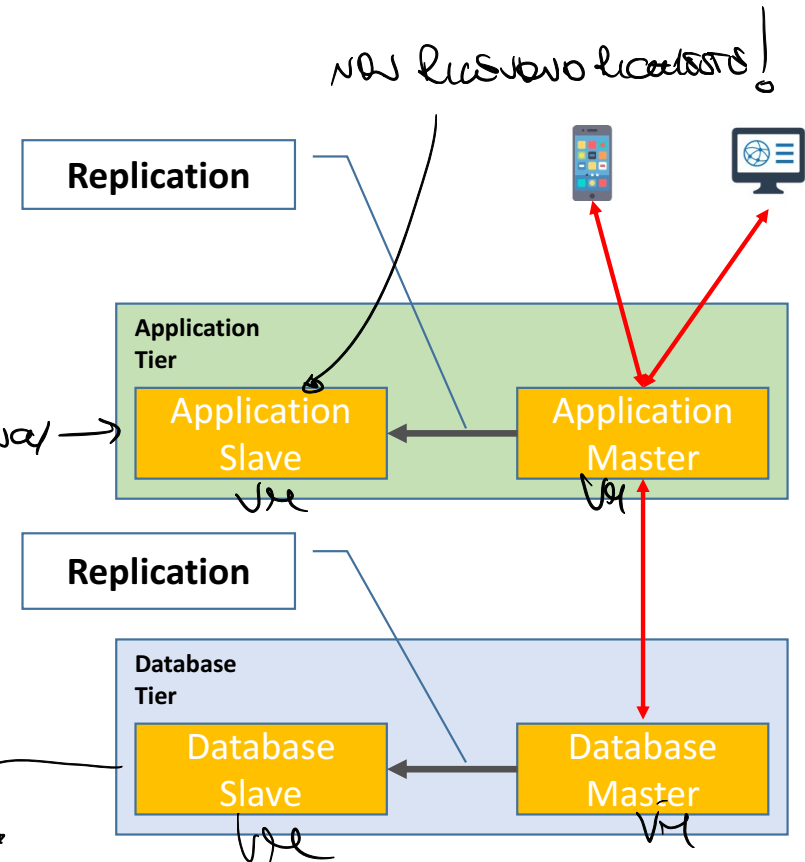 NON RICEVONO RICHIESTE!
Replication
Application
Tier
Application
Slave
Application
Master
VM
VM
Replication
Database
Tier
Database
Slave
Database
Master
VM
VM